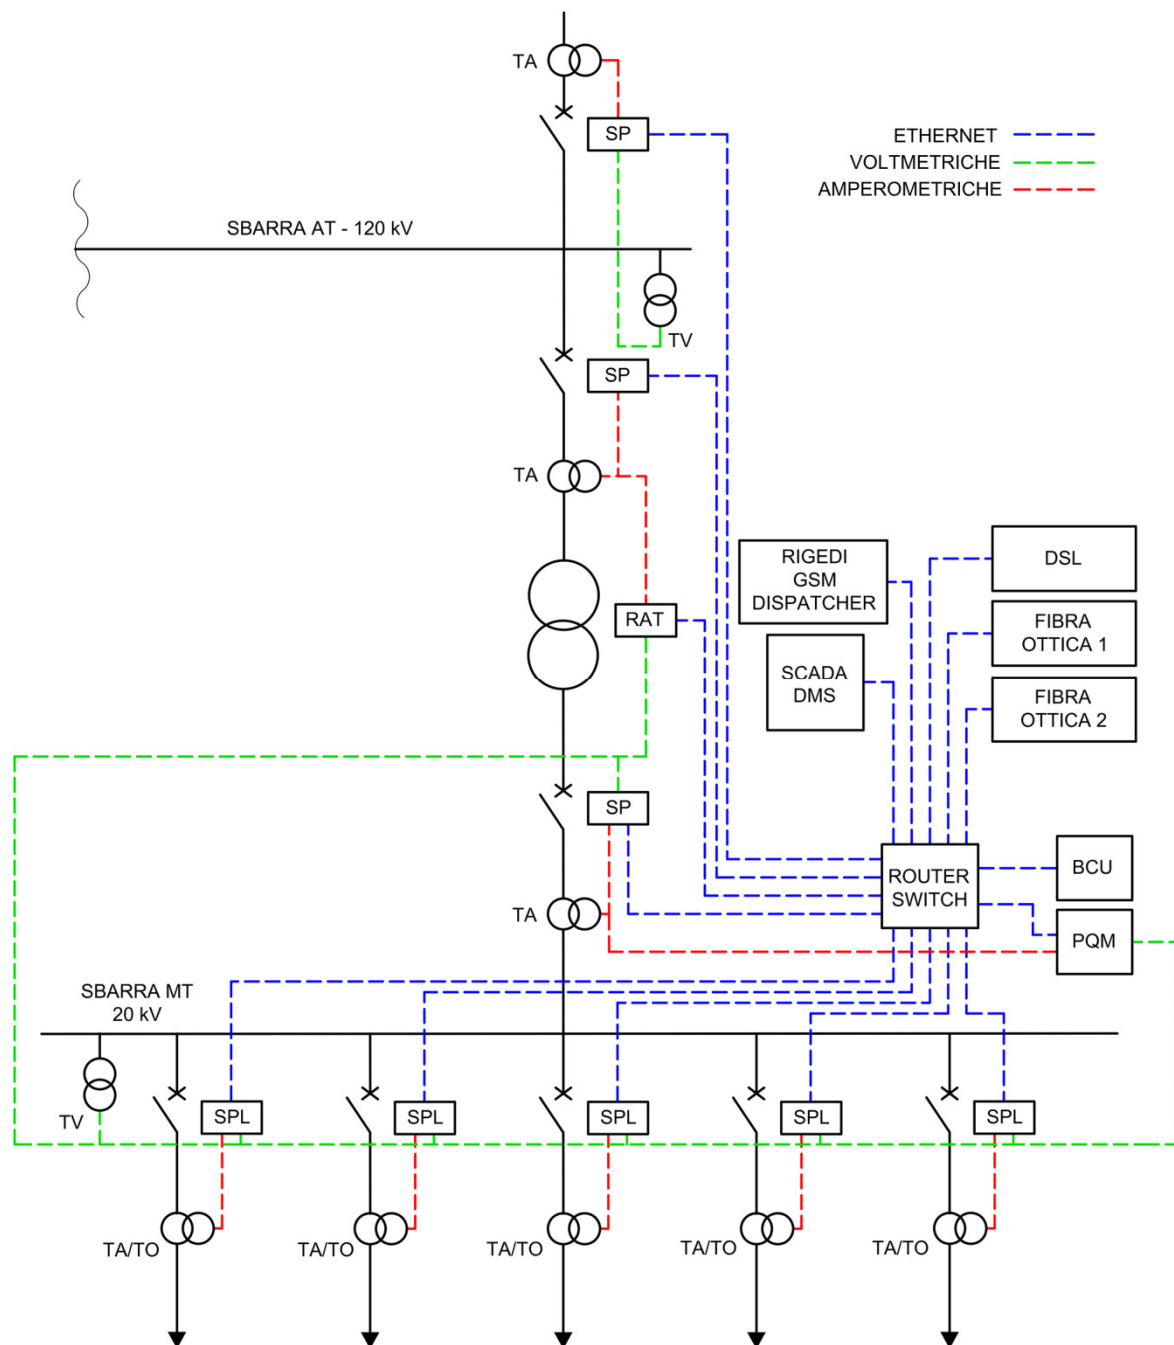 TA
SP
ETHERNET
VOLTMETRICHE
AMPEROMETRICHE
SBARRA AT - 120 kV
TV
SP
TA
RIGEDI
GSM
DISPATCHER
DSL
RAT
FIBRA
OTTICA 1
SCADA
DMS
FIBRA
OTTICA 2
SP
ROUTER
SWITCH
BCU
TA
PQM
SBARRA MT
20 kV
TV
SPL
SPL
SPL
SPL
SPL
TA/TO
TA/TO
TA/TO
TA/TO
TA/TO